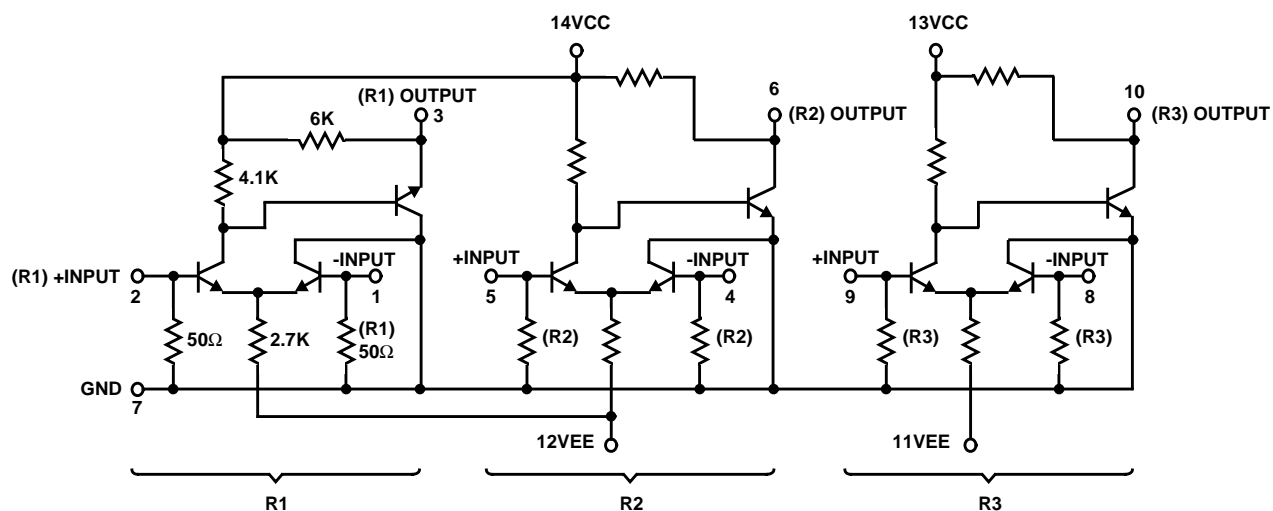 14VCC
13VCC
(R1) OUTPUT
3
6
(R2) OUTPUT
10
(R3) OUTPUT
6K
4.1K
(R1) +INPUT
2
-INPUT
1
+INPUT
5
-INPUT
4
+INPUT
9
-INPUT
8
50Ω
2.7K
(R1)
50Ω
(R2)
(R2)
(R3)
(R3)
GND
7
12VEE
11VEE
R1
R2
R3